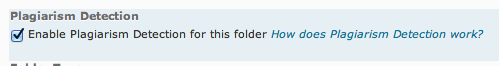 Plagiarism Detection
Enable Plagiarism Detection for this folder How does Plagiarism Detection work?